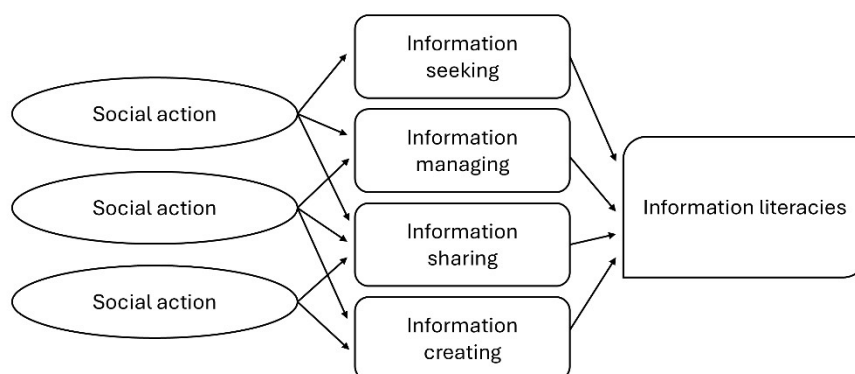 Social action
Social action
Social action
Information
seeking
Information
managing
Information
sharing
Information
creating
Information literacies